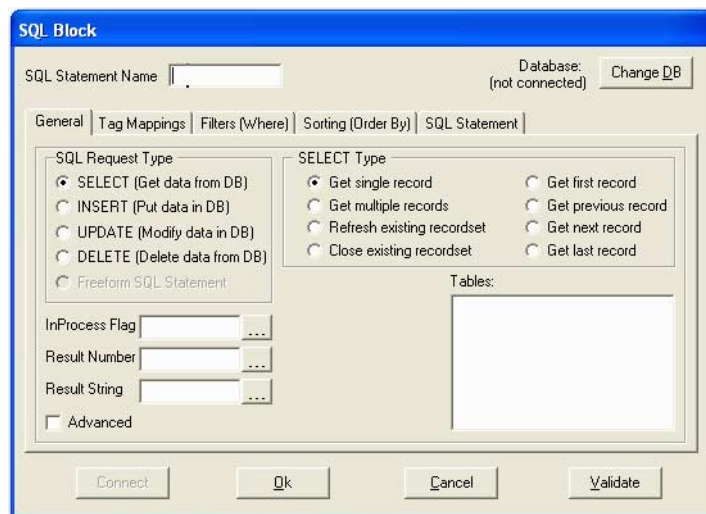 SQL Block
SQL Statement Name
Database:
(not connected)
Change DB
General
Tag Mappings
Filters (Where)
Sorting (Order By)
SQL Statement
SQL Request Type
SELECT (Get data from DB)
INSERT (Put data in DB)
UPDATE (Modify data in DB)
DELETE (Delete data from DB)
Freeform SQL Statement
SELECT Type
Get single record
Get multiple records
Refresh existing recordset
Close existing recordset
Get first record
Get previous record
Get next record
Get last record
Tables:
InProcess Flag
...
Result Number
...
Result String
...
Advanced
Connect
Ok
Cancel
Validate